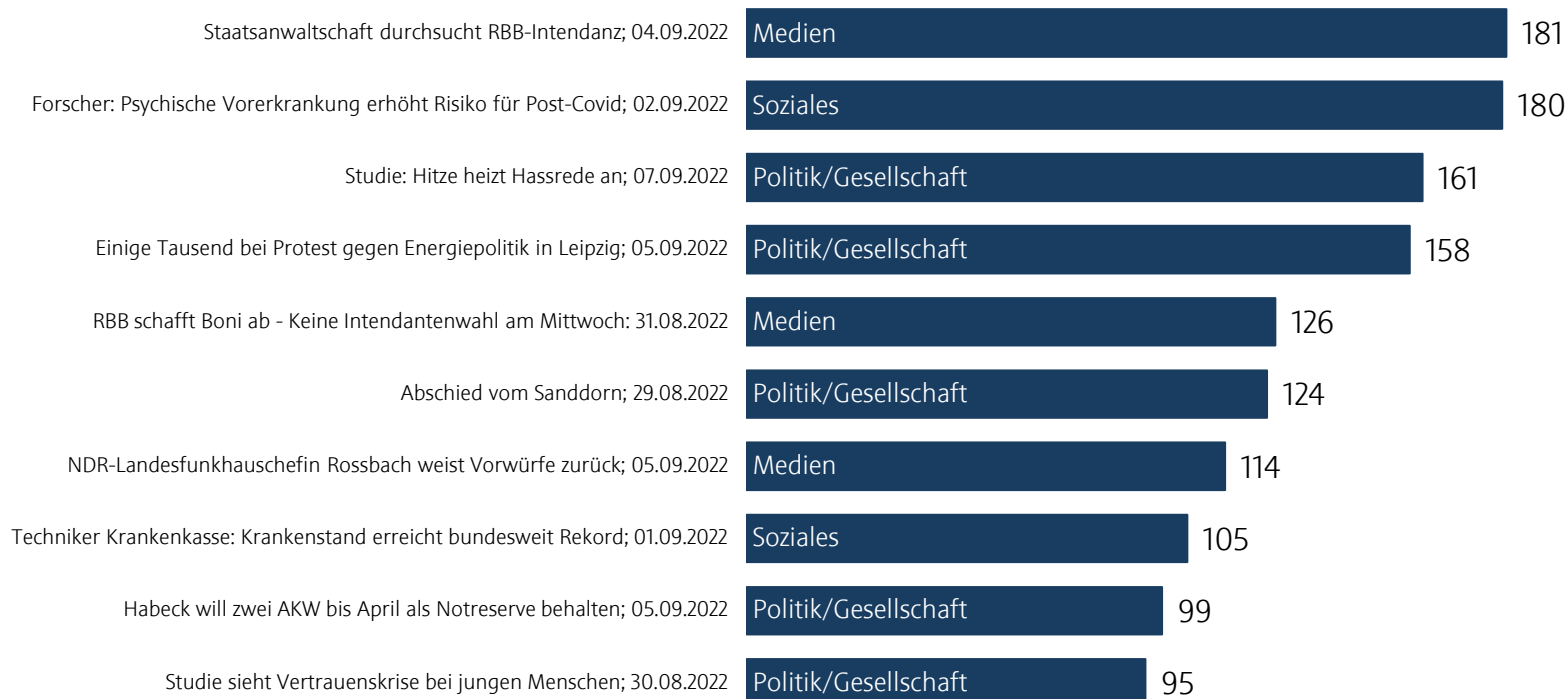 Staatsanwaltschaft durchsucht RBB-Intendanz; 04.09.2022 Medien 181
Forscher: Psychische Vorerkrankung erhöht Risiko für Post-Covid; 02.09.2022 Soziales 180
Studie: Hitze heizt Hassrede an; 07.09.2022 Politik/Gesellschaft 161
Einige Tausend bei Protest gegen Energiepolitik in Leipzig; 05.09.2022 Politik/Gesellschaft 158
RBB schafft Boni ab - Keine Intendantenwahl am Mittwoch: 31.08.2022 Medien 126
Abschied vom Sanddorn; 29.08.2022 Politik/Gesellschaft 124
NDR-Landesfunkhauschefin Rossbach weist Vorwürfe zurück; 05.09.2022 Medien 114
Techniker Krankenkasse: Krankenstand erreicht bundesweit Rekord; 01.09.2022 Soziales 105
Habeck will zwei AKW bis April als Notreserve behalten; 05.09.2022 Politik/Gesellschaft 99
Studie sieht Vertrauenskrise bei jungen Menschen; 30.08.2022 Politik/Gesellschaft 95